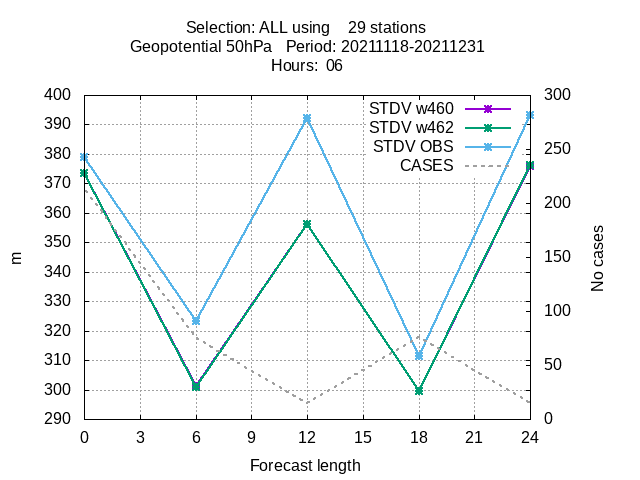 Selection: ALL using 29 stations
Geopotential 50hPa Period: 20211118-20211231
Hours: 06
400
390
380
370
360
350
340
330
320
310
300
290
300
250
200
150
100
50
0
STDV w460
STDV w462
STDV OBS
CASES
m
No cases
0 3 6 9 12 15 18 21 24
Forecast length